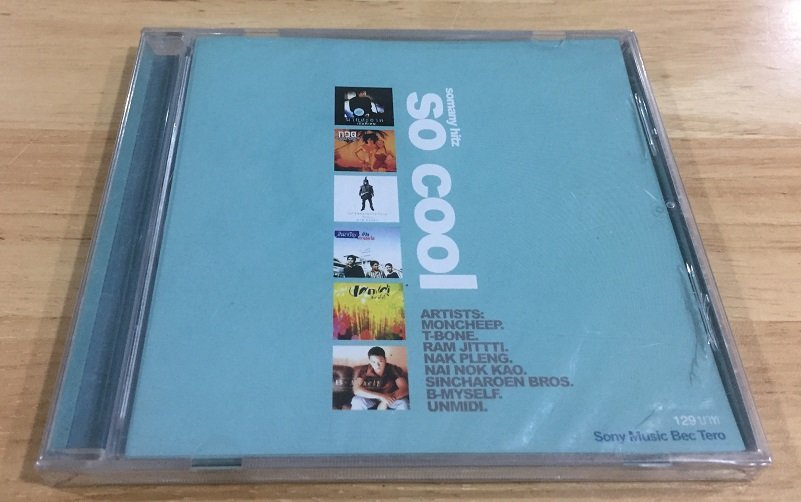 somany hitz
so cool
ARTISTS:
MONCHEEP.
T-BONE.
RAM JITTTI.
NAK PLENG.
NAI NOK KAO.
SINCHAROEN BROS.
B-MYSELF.
UNMIDI.
129 บาท
Sony Music Bec Tero